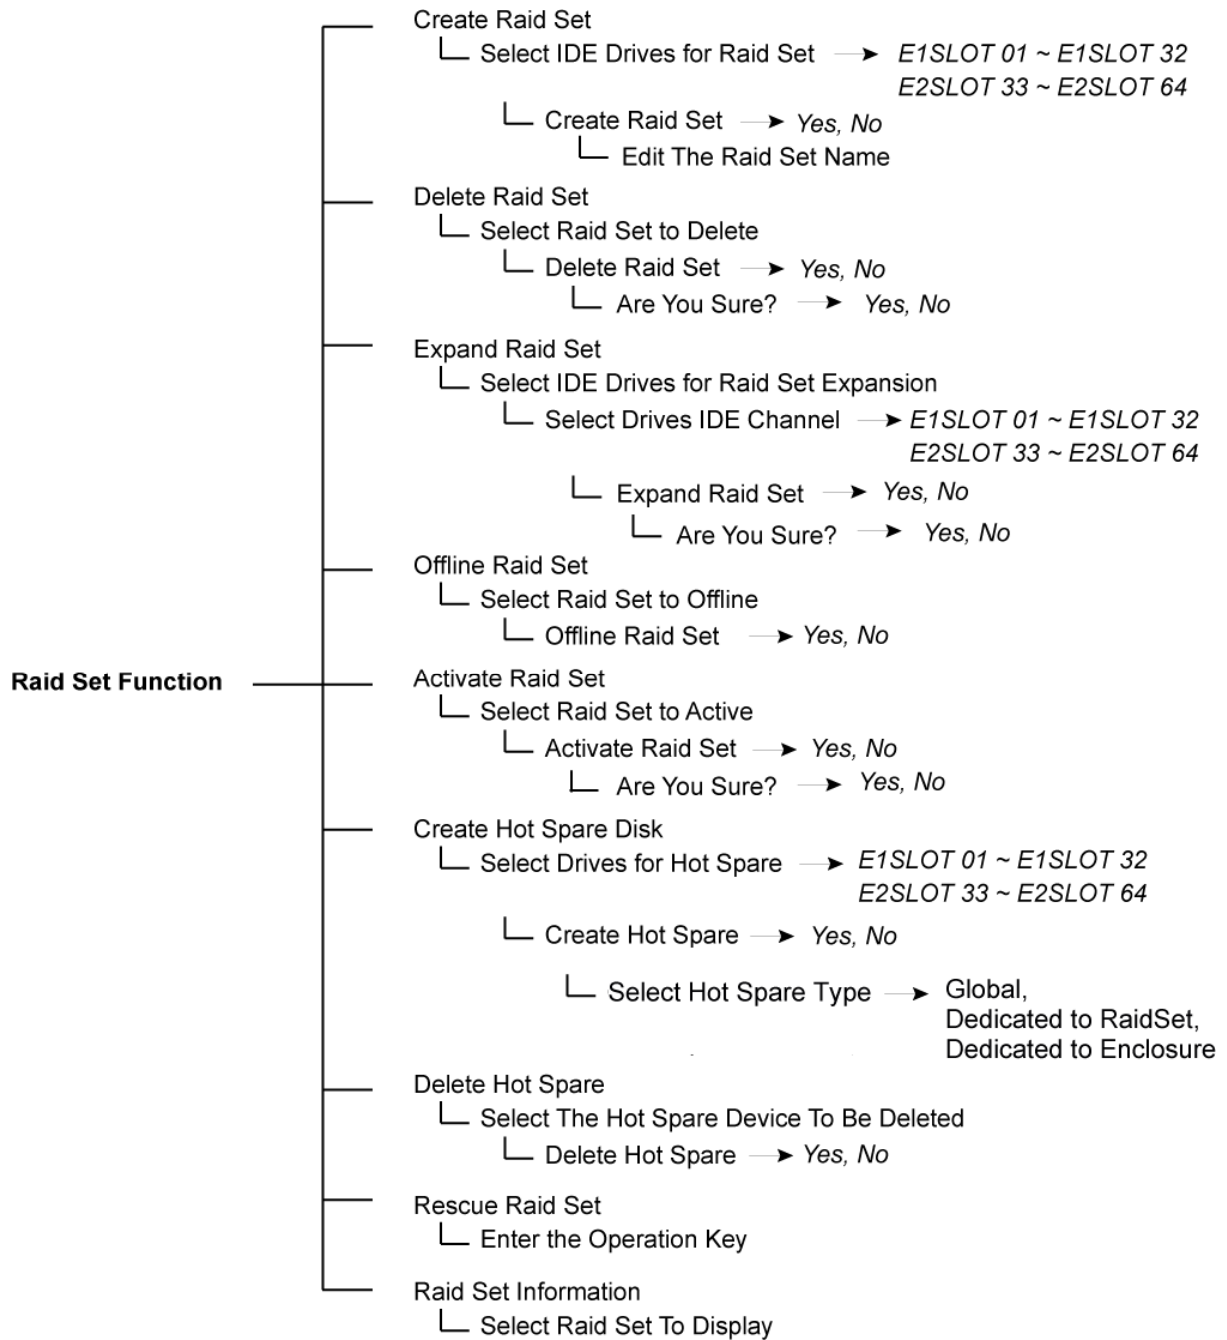 Create Raid Set
Select IDE Drives for Raid Set E1SLOT 01 ~ E1SLOT 32
E2SLOT 33 ~ E2SLOT 64
Create Raid Set Yes, No
Edit The Raid Set Name
Delete Raid Set
Select Raid Set to Delete
Delete Raid Set Yes, No
Are You Sure? Yes, No
Expand Raid Set
Select IDE Drives for Raid Set Expansion
Select Drives IDE Channel E1SLOT 01 ~ E1SLOT 32
E2SLOT 33 ~ E2SLOT 64
Expand Raid Set Yes, No
Are You Sure? Yes, No
Offline Raid Set
Select Raid Set to Offline
Offline Raid Set Yes, No
Raid Set Function
Activate Raid Set
Select Raid Set to Active
Activate Raid Set Yes, No
Are You Sure? Yes, No
Create Hot Spare Disk
Select Drives for Hot Spare E1SLOT 01 ~ E1SLOT 32
E2SLOT 33 ~ E2SLOT 64
Create Hot Spare Yes, No
Select Hot Spare Type Global,
Dedicated to RaidSet,
Dedicated to Enclosure
Delete Hot Spare
Select The Hot Spare Device To Be Deleted
Delete Hot Spare Yes, No
Rescue Raid Set
Enter the Operation Key
Raid Set Information
Select Raid Set To Display